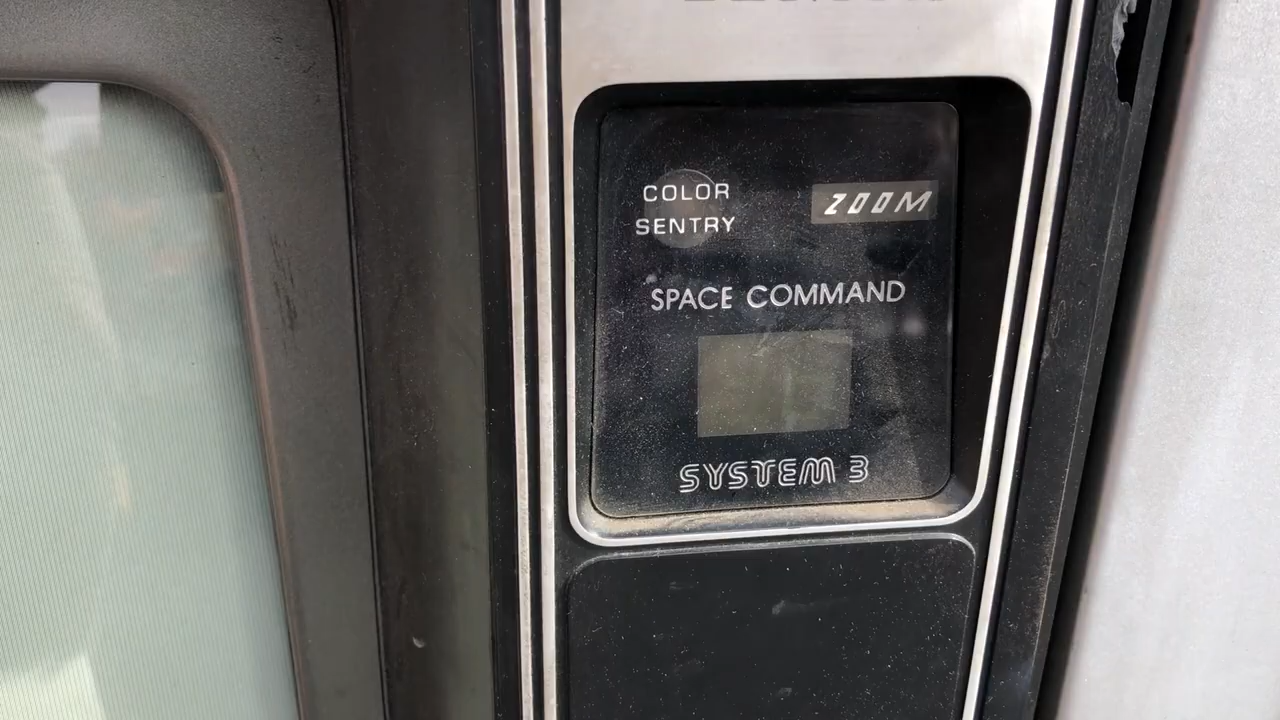 COLOR
SENTRY
ZOOM
SPACE COMMAND
SYSTEM 3